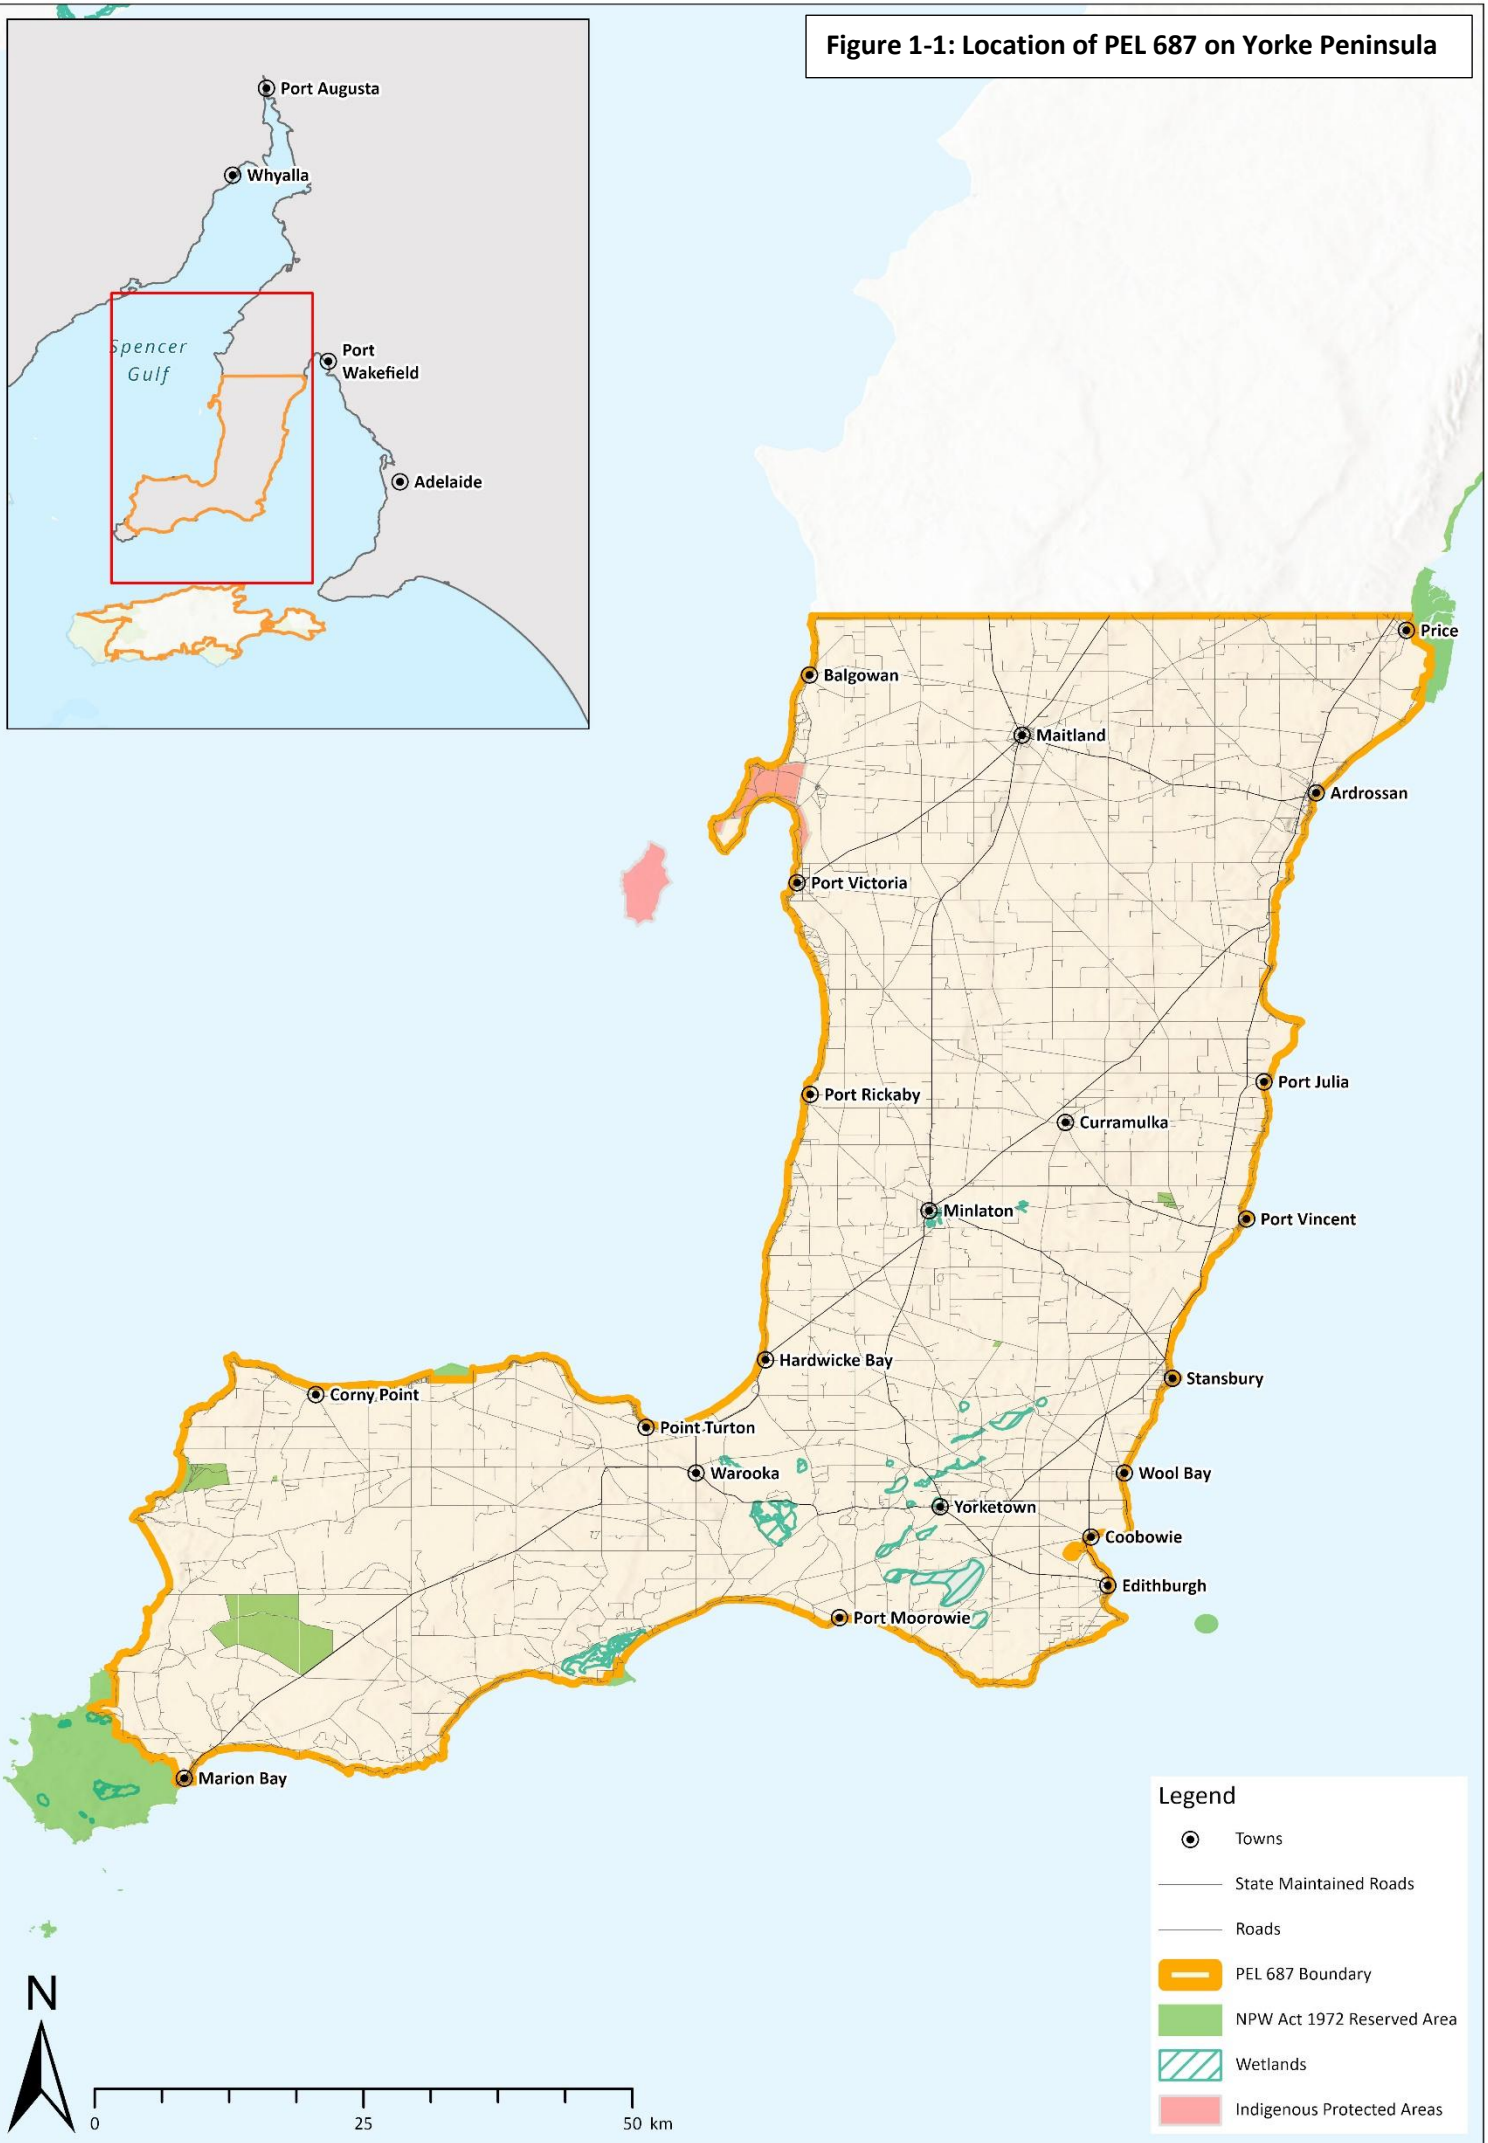 Figure 1-1: Location of PEL 687 on Yorke Peninsula
Port Augusta
Whyalla
Spencer
Gulf
Port
Wakefield
Adelaide
Price
Balgowan
Maitland
Ardrossan
Port Victoria
Port Julia
Port Rickaby
Curramulka
Minlaton
Port Vincent
Hardwicke Bay
Stansbury
Corny Point
Point Turton
Warooka
Wool Bay
Yorketown
Coobowie
Edithburgh
Port Moorowie
Marion Bay
Legend
Towns
State Maintained Roads
Roads
PEL 687 Boundary
NPW Act 1972 Reserved Area
Wetlands
Indigenous Protected Areas
N
0 25 50 km